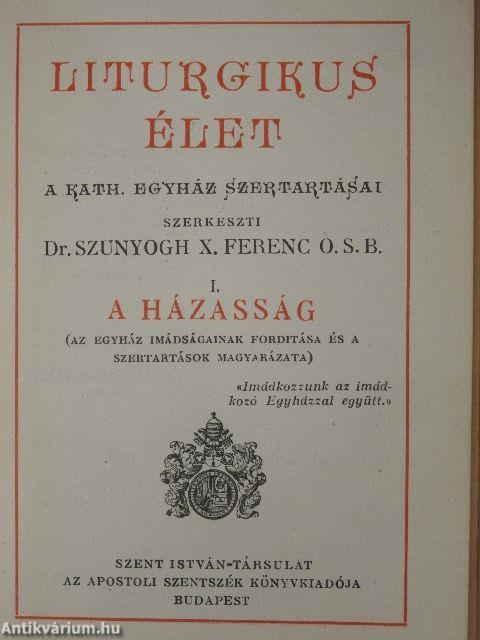 LITURGIKUS
ÉLET
A KATH. EGYHÁZ SZERTARTÁSAI
SZERKESZTI
Dr. SZUNYOGH X. FERENC O. S. B.
I.
A HÁZASSÁG
(AZ EGYHÁZ IMÁDSÁGAINAK FORDITÁSA ÉS A
SZERTARTÁSOK MAGYARÁZATA)
«Imádkozzunk az imád-
kozó Egyházzal együtt.»
SZENT ISTVÁN-TÁRSULAT
AZ APOSTOLI SZENTSZÉK KÖNYVKIADÓJA
BUDAPEST
Antikvárium.hu